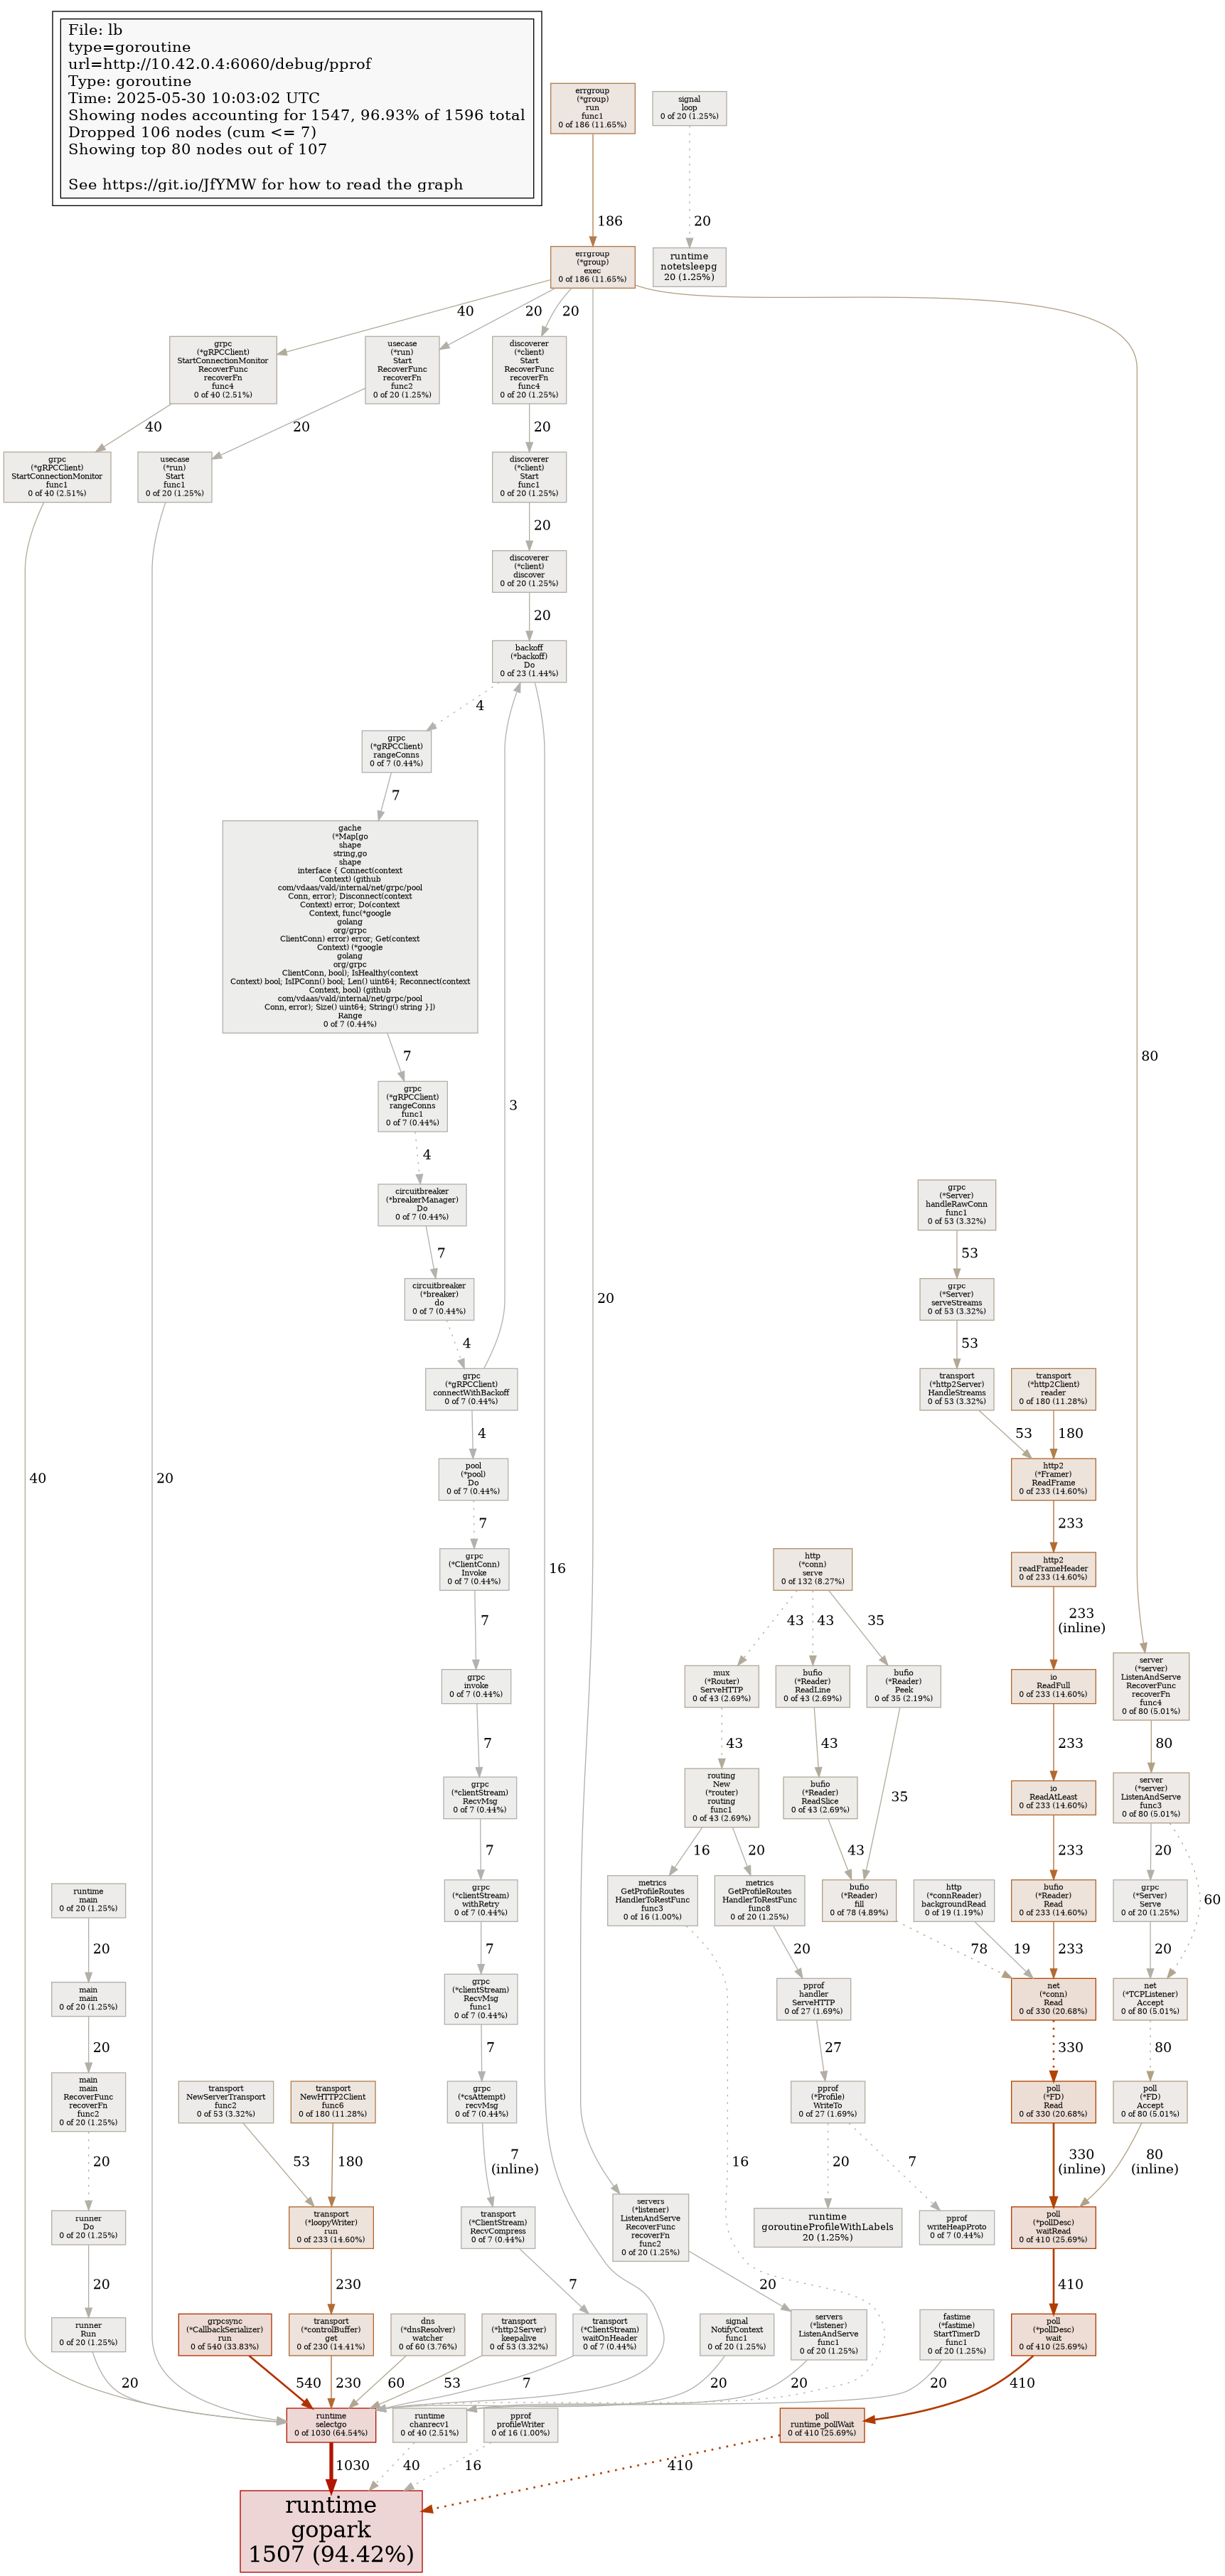 File: lb
type=goroutine
url=http://10.42.0.4:6060/debug/pprof
Type: goroutine
Time: 2025-05-30 10:03:02 UTC
Showing nodes accounting for 1547, 96.93% of 1596 total
Dropped 106 nodes (cum <= 7)
Showing top 80 nodes out of 107
See https://git.io/JfYMW for how to read the graph
errgroup
(*group)
run
func1
0 of 186 (11.65%)
signal
loop
0 of 20 (1.25%)
186
20
errgroup
(*group)
exec
0 of 186 (11.65%)
runtime
notetsleepg
20 (1.25%)
40
20
20
grpc
(*gRPCClient)
StartConnectionMonitor
RecoverFunc
recoverFn
func4
0 of 40 (2.51%)
usecase
(*run)
Start
RecoverFunc
recoverFn
func2
0 of 20 (1.25%)
discoverer
(*client)
Start
RecoverFunc
recoverFn
func4
0 of 20 (1.25%)
40
20
20
grpc
(*gRPCClient)
StartConnectionMonitor
func1
0 of 40 (2.51%)
usecase
(*run)
Start
func1
0 of 20 (1.25%)
discoverer
(*client)
Start
func1
0 of 20 (1.25%)
20
discoverer
(*client)
discover
0 of 20 (1.25%)
20
backoff
(*backoff)
Do
0 of 23 (1.44%)
4
grpc
(*gRPCClient)
rangeConns
0 of 7 (0.44%)
7
gache
(*Map[go
shape
string,go
shape
interface { Connect(context
Context) (github
com/vdaas/vald/internal/net/grpc/pool
Conn, error); Disconnect(context
Context) error; Do(context
Context, func(*google
golang
org/grpc
ClientConn) error) error; Get(context
Context) (*google
golang
org/grpc
ClientConn, bool); IsHealthy(context
Context) bool; IsIPConn() bool; Len() uint64; Reconnect(context
Context, bool) (github
com/vdaas/vald/internal/net/grpc/pool
Conn, error); Size() uint64; String() string }])
Range
0 of 7 (0.44%)
7
3
80
grpc
(*gRPCClient)
rangeConns
func1
0 of 7 (0.44%)
4
circuitbreaker
(*breakerManager)
Do
0 of 7 (0.44%)
grpc
(*Server)
handleRawConn
func1
0 of 53 (3.32%)
7
53
circuitbreaker
(*breaker)
do
0 of 7 (0.44%)
20
grpc
(*Server)
serveStreams
0 of 53 (3.32%)
4
53
grpc
(*gRPCClient)
connectWithBackoff
0 of 7 (0.44%)
transport
(*http2Server)
HandleStreams
0 of 53 (3.32%)
transport
(*http2Client)
reader
0 of 180 (11.28%)
4
53
180
40
20
pool
(*pool)
Do
0 of 7 (0.44%)
http2
(*Framer)
ReadFrame
0 of 233 (14.60%)
7
233
16
grpc
(*ClientConn)
Invoke
0 of 7 (0.44%)
http
(*conn)
serve
0 of 132 (8.27%)
http2
readFrameHeader
0 of 233 (14.60%)
7
43
43
35
233
(inline)
grpc
invoke
0 of 7 (0.44%)
mux
(*Router)
ServeHTTP
0 of 43 (2.69%)
bufio
(*Reader)
ReadLine
0 of 43 (2.69%)
bufio
(*Reader)
Peek
0 of 35 (2.19%)
io
ReadFull
0 of 233 (14.60%)
server
(*server)
ListenAndServe
RecoverFunc
recoverFn
func4
0 of 80 (5.01%)
7
43
43
233
80
grpc
(*clientStream)
RecvMsg
0 of 7 (0.44%)
routing
New
(*router)
routing
func1
0 of 43 (2.69%)
bufio
(*Reader)
ReadSlice
0 of 43 (2.69%)
35
io
ReadAtLeast
0 of 233 (14.60%)
server
(*server)
ListenAndServe
func3
0 of 80 (5.01%)
7
16
20
43
233
20
60
runtime
main
0 of 20 (1.25%)
grpc
(*clientStream)
withRetry
0 of 7 (0.44%)
metrics
GetProfileRoutes
HandlerToRestFunc
func3
0 of 16 (1.00%)
metrics
GetProfileRoutes
HandlerToRestFunc
func8
0 of 20 (1.25%)
bufio
(*Reader)
fill
0 of 78 (4.89%)
http
(*connReader)
backgroundRead
0 of 19 (1.19%)
bufio
(*Reader)
Read
0 of 233 (14.60%)
grpc
(*Server)
Serve
0 of 20 (1.25%)
20
7
20
78
19
233
20
main
main
0 of 20 (1.25%)
grpc
(*clientStream)
RecvMsg
func1
0 of 7 (0.44%)
pprof
handler
ServeHTTP
0 of 27 (1.69%)
net
(*conn)
Read
0 of 330 (20.68%)
net
(*TCPListener)
Accept
0 of 80 (5.01%)
20
7
27
330
80
main
main
RecoverFunc
recoverFn
func2
0 of 20 (1.25%)
transport
NewServerTransport
func2
0 of 53 (3.32%)
transport
NewHTTP2Client
func6
0 of 180 (11.28%)
grpc
(*csAttempt)
recvMsg
0 of 7 (0.44%)
pprof
(*Profile)
WriteTo
0 of 27 (1.69%)
poll
(*FD)
Read
0 of 330 (20.68%)
poll
(*FD)
Accept
0 of 80 (5.01%)
20
53
180
7
(inline)
16
20
7
330
(inline)
80
(inline)
runner
Do
0 of 20 (1.25%)
transport
(*loopyWriter)
run
0 of 233 (14.60%)
transport
(*ClientStream)
RecvCompress
0 of 7 (0.44%)
servers
(*listener)
ListenAndServe
RecoverFunc
recoverFn
func2
0 of 20 (1.25%)
runtime
goroutineProfileWithLabels
20 (1.25%)
pprof
writeHeapProto
0 of 7 (0.44%)
poll
(*pollDesc)
waitRead
0 of 410 (25.69%)
20
230
7
20
410
runner
Run
0 of 20 (1.25%)
grpcsync
(*CallbackSerializer)
run
0 of 540 (33.83%)
transport
(*controlBuffer)
get
0 of 230 (14.41%)
dns
(*dnsResolver)
watcher
0 of 60 (3.76%)
transport
(*http2Server)
keepalive
0 of 53 (3.32%)
transport
(*ClientStream)
waitOnHeader
0 of 7 (0.44%)
signal
NotifyContext
func1
0 of 20 (1.25%)
servers
(*listener)
ListenAndServe
func1
0 of 20 (1.25%)
fastime
(*fastime)
StartTimerD
func1
0 of 20 (1.25%)
poll
(*pollDesc)
wait
0 of 410 (25.69%)
20
540
230
60
53
7
20
20
20
410
runtime
selectgo
0 of 1030 (64.54%)
runtime
chanrecv1
0 of 40 (2.51%)
pprof
profileWriter
0 of 16 (1.00%)
poll
runtime_pollWait
0 of 410 (25.69%)
1030
40
16
410
runtime
gopark
1507 (94.42%)